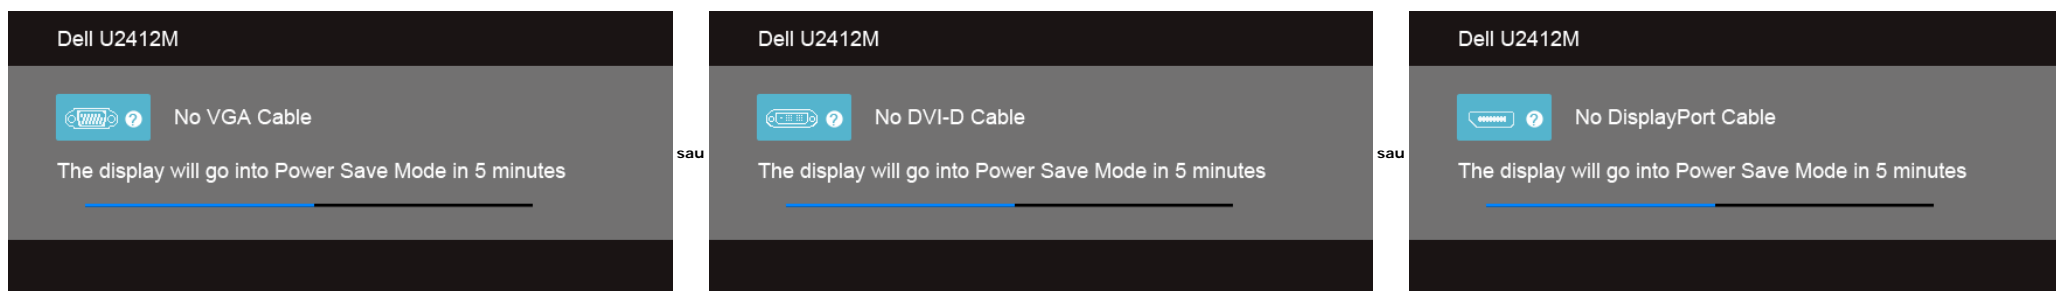 Dell U2412M
No VGA Cable
The display will go into Power Save Mode in 5 minutes
sau
Dell U2412M
No DVI-D Cable
The display will go into Power Save Mode in 5 minutes
sau
Dell U2412M
No DisplayPort Cable
The display will go into Power Save Mode in 5 minutes